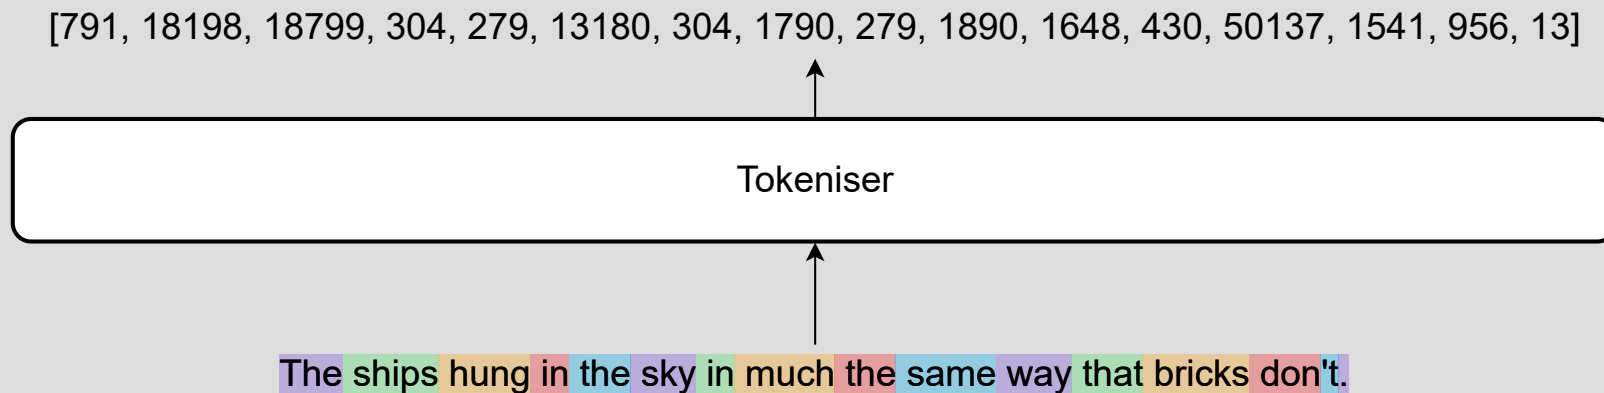 [791, 18198, 18799, 304, 279, 13180, 304, 1790, 279, 1890, 1648, 430, 50137, 1541, 956, 13]
Tokeniser
The ships hung in the sky in much the same way that bricks don't.